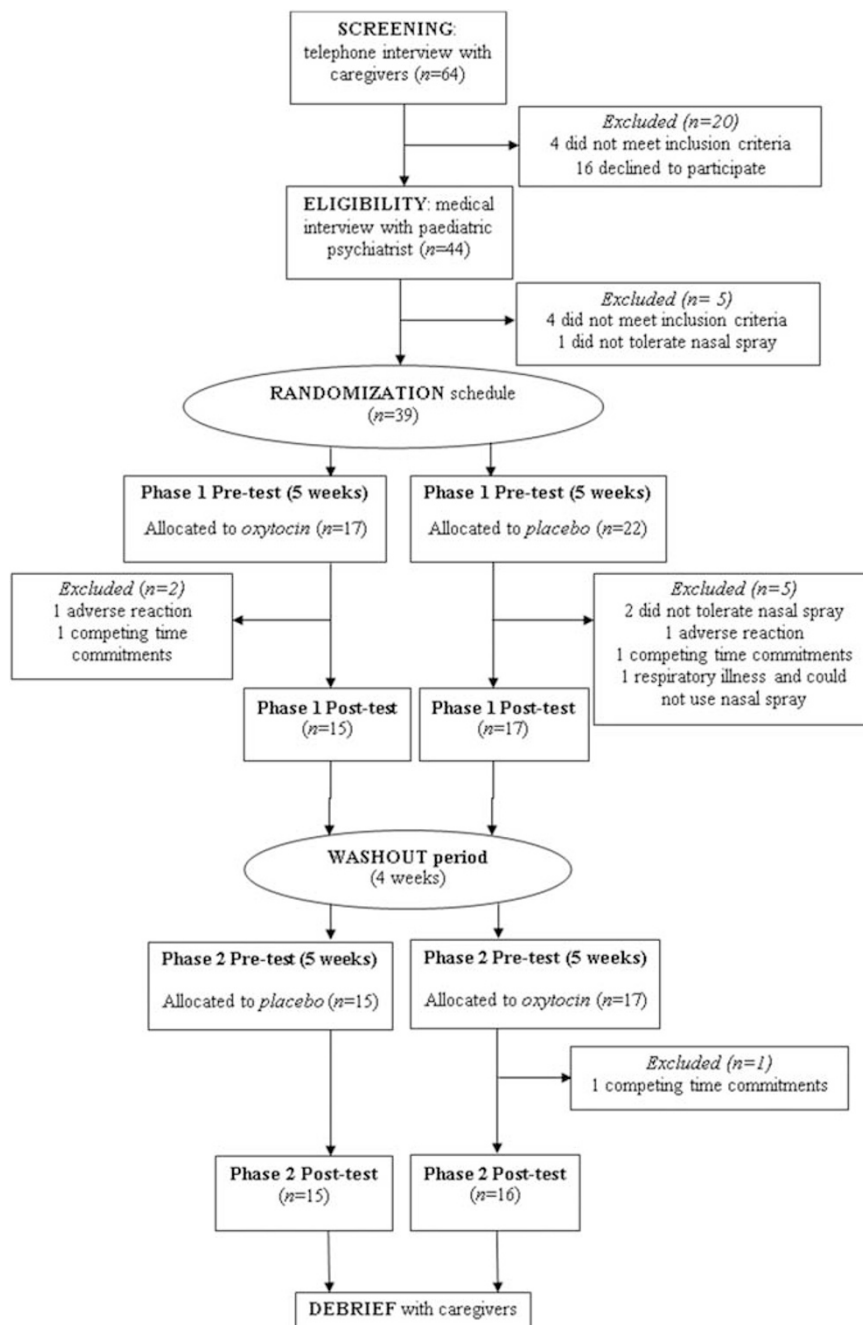 SCREENING:
telephone interview with
caregivers (n=64)
Excluded (n=20)
4 did not meet inclusion criteria
16 declined to participate
ELIGIBILITY: medical
interview with paediatric
psychiatrist
(n=44)
Excluded (n= 5)
4 did not meet inclusion criteria
1 did not tolerate nasal spray
RANDOMIZATION schedule
(n=39)
Phase 1 Pre-test (5 weeks)
Allocated to oxytocin (n=17)
Phase 1 Pre-test (5 weeks)
Allocated to placebo (n=22)
Excluded (n=2)
1 adverse reaction
1 competing time
commitments
Excluded (n=5)
2 did not tolerate nasal spray
1 adverse reaction
1 competing time commitments
1 respiratory illness and could
not use nasal spray
Phase 1 Post-test
(n=15)
Phase 1 Post-test
(n=17)
WASHOUT period
(4 weeks)
Phase 2 Pre-test (5 weeks)
Allocated to placebo (n=15)
Phase 2 Pre-test (5 weeks)
Allocated to oxytocin (n=17)
Excluded (n=1)
1 competing time commitments
Phase 2 Post-test
(n=15)
Phase 2 Post-test
(n=16)
DEBRIEF with caregivers